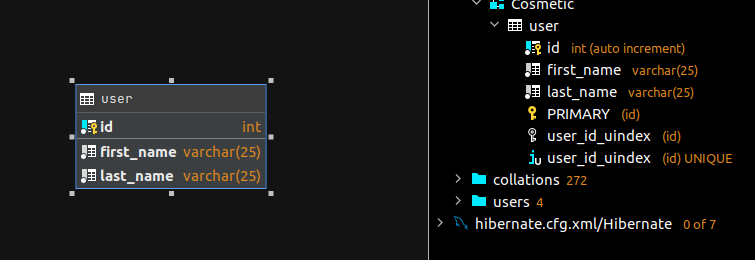 user
id int
first_name varchar(25)
last_name varchar(25)
Cosmetic
user
id int (auto increment)
first_name varchar(25)
last_name varchar(25)
PRIMARY (id)
user_id_uindex (id)
user_id_uindex (id) UNIQUE
collations 272
users 4
hibernate.cfg.xml/Hibernate 0 of 7